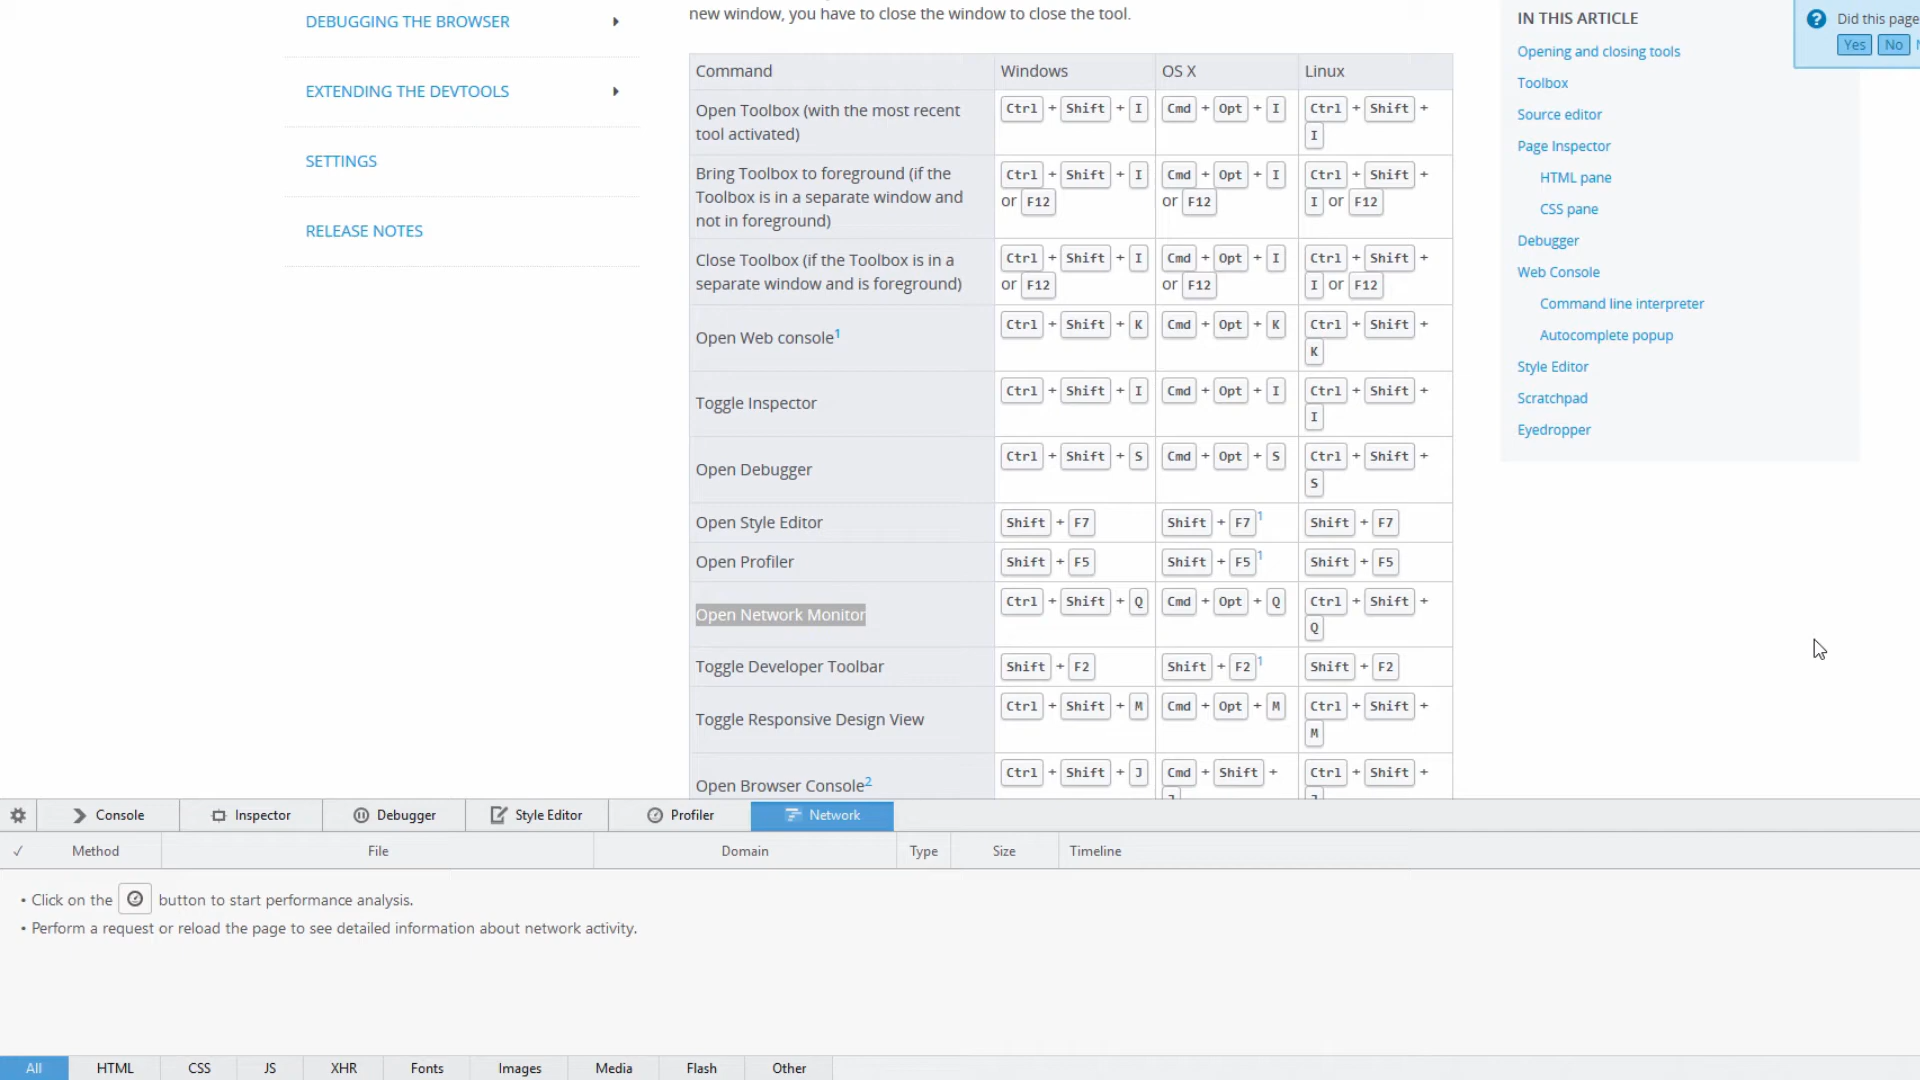 new window, you have to close the window to close the tool.
DEBUGGING THE BROWSER
EXTENDING THE DEVTOOLS
SETTINGS
RELEASE NOTES
Command Windows OS X Linux
Open Toolbox (with the most recent
tool activated)
Ctrl + Shift + I
Cmd + Opt + I
Ctrl + Shift +
I
Bring Toolbox to foreground (if the
Toolbox is in a separate window and
not in foreground)
Ctrl + Shift + I
or F12
Cmd + Opt + I
or F12
Ctrl + Shift +
I or F12
Close Toolbox (if the Toolbox is in a
separate window and is foreground)
Ctrl + Shift + I
or F12
Cmd + Opt + I
or F12
Ctrl + Shift +
I or F12
Open Web console1
Ctrl + Shift + K
Cmd + Opt + K
Ctrl + Shift +
K
Toggle Inspector
Ctrl + Shift + I
Cmd + Opt + I
Ctrl + Shift +
I
Open Debugger
Ctrl + Shift + S
Cmd + Opt + S
Ctrl + Shift +
S
Open Style Editor
Shift + F7
Shift + F7 1
Shift + F7
Open Profiler
Shift + F5
Shift + F5 1
Shift + F5
Open Network Monitor
Ctrl + Shift + Q
Cmd + Opt + Q
Ctrl + Shift +
Q
Toggle Developer Toolbar
Shift + F2
Shift + F2 1
Shift + F2
Toggle Responsive Design View
Ctrl + Shift + M
Cmd + Opt + M
Ctrl + Shift +
M
Open Browser Console2
Ctrl + Shift + J
Cmd + Shift +
Ctrl + Shift +
IN THIS ARTICLE
Opening and closing tools
Toolbox
Source editor
Page Inspector
HTML pane
CSS pane
Debugger
Web Console
Command line interpreter
Autocomplete popup
Style Editor
Scratchpad
Eyedropper
? Did this page
Yes No
Console Inspector Debugger Style Editor Profiler Network
✓ Method File Domain Type Size Timeline
• Click on the button to start performance analysis.
• Perform a request or reload the page to see detailed information about network activity.
All HTML CSS JS XHR Fonts Images Media Flash Other